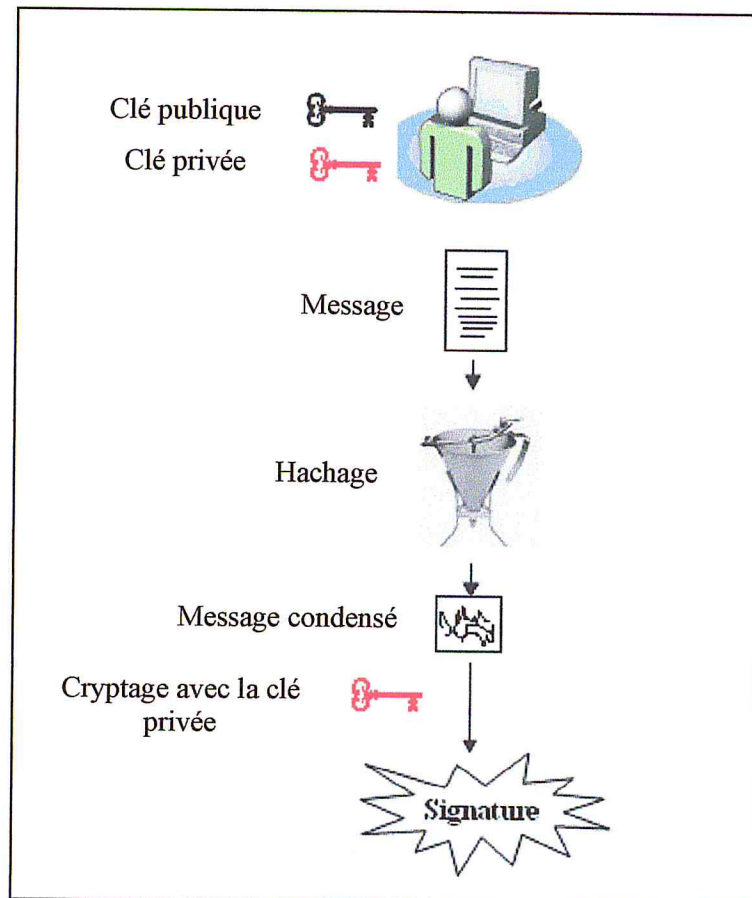 Clé publique
Clé privée
Message
Hachage
Message condensé
Cryptage avec la clé
privée
Signature